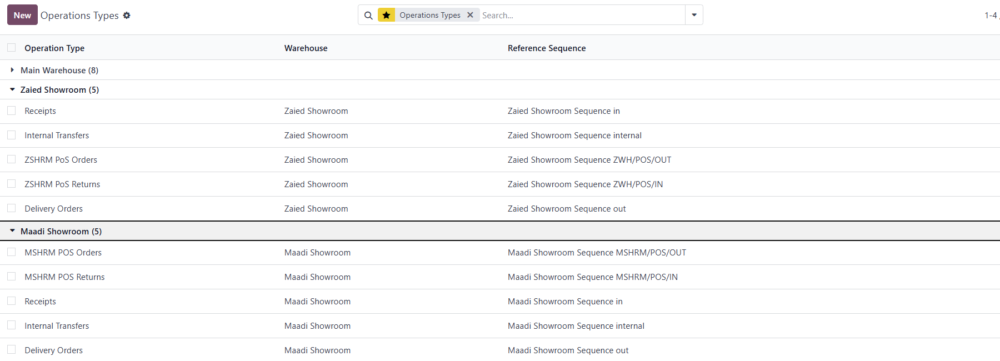 New Operations Types Operations Types Search... 1-4
Operation Type Warehouse Reference Sequence
Main Warehouse (8)
Zaied Showroom (5)
Receipts Zaied Showroom Zaied Showroom Sequence in
Internal Transfers Zaied Showroom Zaied Showroom Sequence internal
ZSHRM PoS Orders Zaied Showroom Zaied Showroom Sequence ZWH/POS/OUT
ZSHRM PoS Returns Zaied Showroom Zaied Showroom Sequence ZWH/POS/IN
Delivery Orders Zaied Showroom Zaied Showroom Sequence out
Maadi Showroom (5)
MSHRM POS Orders Maadi Showroom Maadi Showroom Sequence MSHRM/POS/OUT
MSHRM POS Returns Maadi Showroom Maadi Showroom Sequence MSHRM/POS/IN
Receipts Maadi Showroom Maadi Showroom Sequence in
Internal Transfers Maadi Showroom Maadi Showroom Sequence internal
Delivery Orders Maadi Showroom Maadi Showroom Sequence out